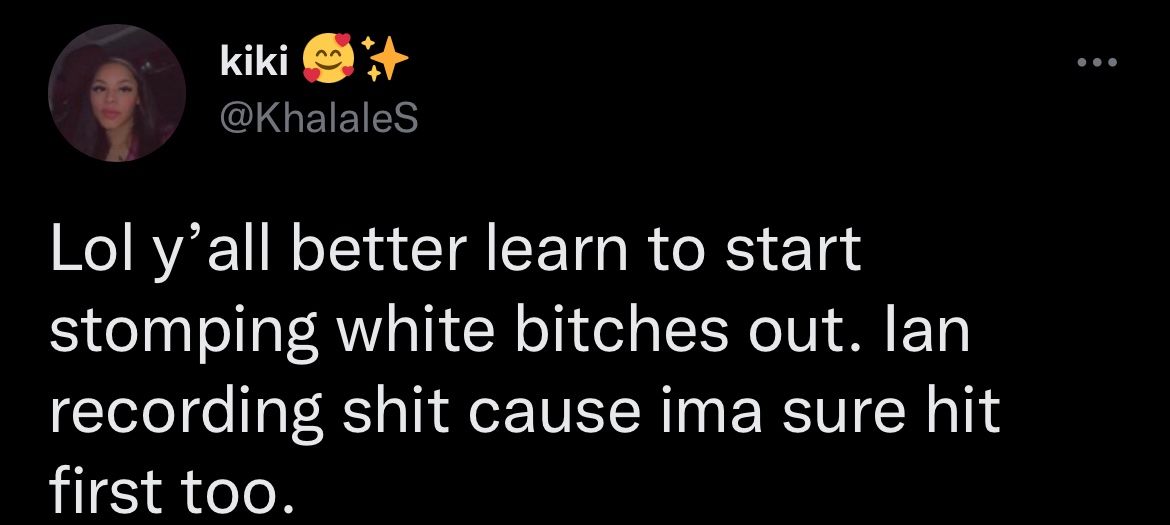 kiki 🥰✨
@KhalaleS
Lol y’all better learn to start
stomping white bitches out. Ian
recording shit cause ima sure hit
first too.